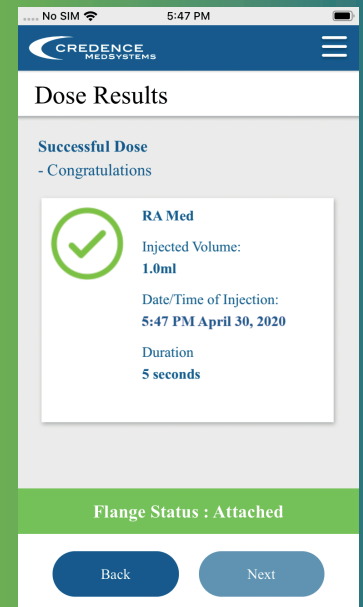 No SIM 5:47 PM
CREDENCE
MEDSYSTEMS
Dose Results
Successful Dose
- Congratulations
RA Med
Injected Volume:
1.0ml
Date/Time of Injection:
5:47 PM April 30, 2020
Duration
5 seconds
Flange Status : Attached
Back Next